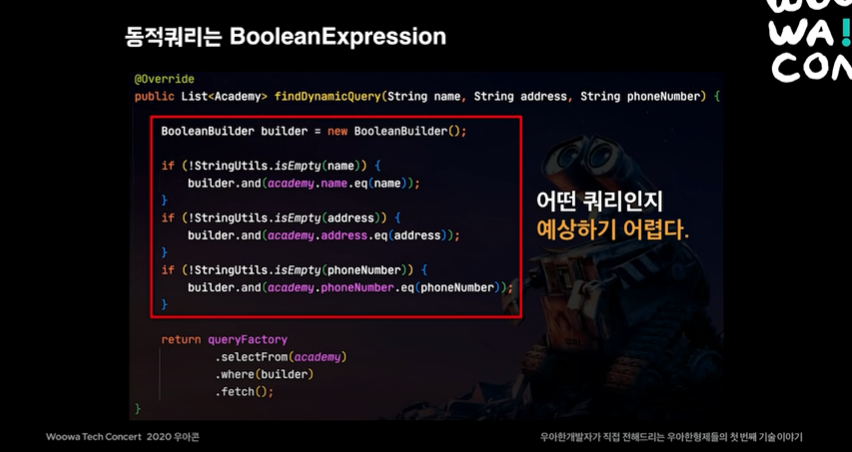 WOO
WA!
CON
동적쿼리는 BooleanExpression
@Override
public List<Academy> findDynamicQuery(String name, String address, String phoneNumber) {
BooleanBuilder builder = new BooleanBuilder();
if (!StringUtils.isEmpty(name)) {
builder.and(academy.name.eq(name));
}
if (!StringUtils.isEmpty(address)) {
builder.and(academy.address.eq(address));
}
if (!StringUtils.isEmpty(phoneNumber)) {
builder.and(academy.phoneNumber.eq(phoneNumber));
}
어떤 쿼리인지
예상하기 어렵다.
return queryFactory
.selectFrom(academy)
.where(builder)
.fetch();
}
Woowa Tech Concert 2020 우아콘
우아한개발자가 직접 전해드리는 우아한형제들의 첫 번째 기술 이야기